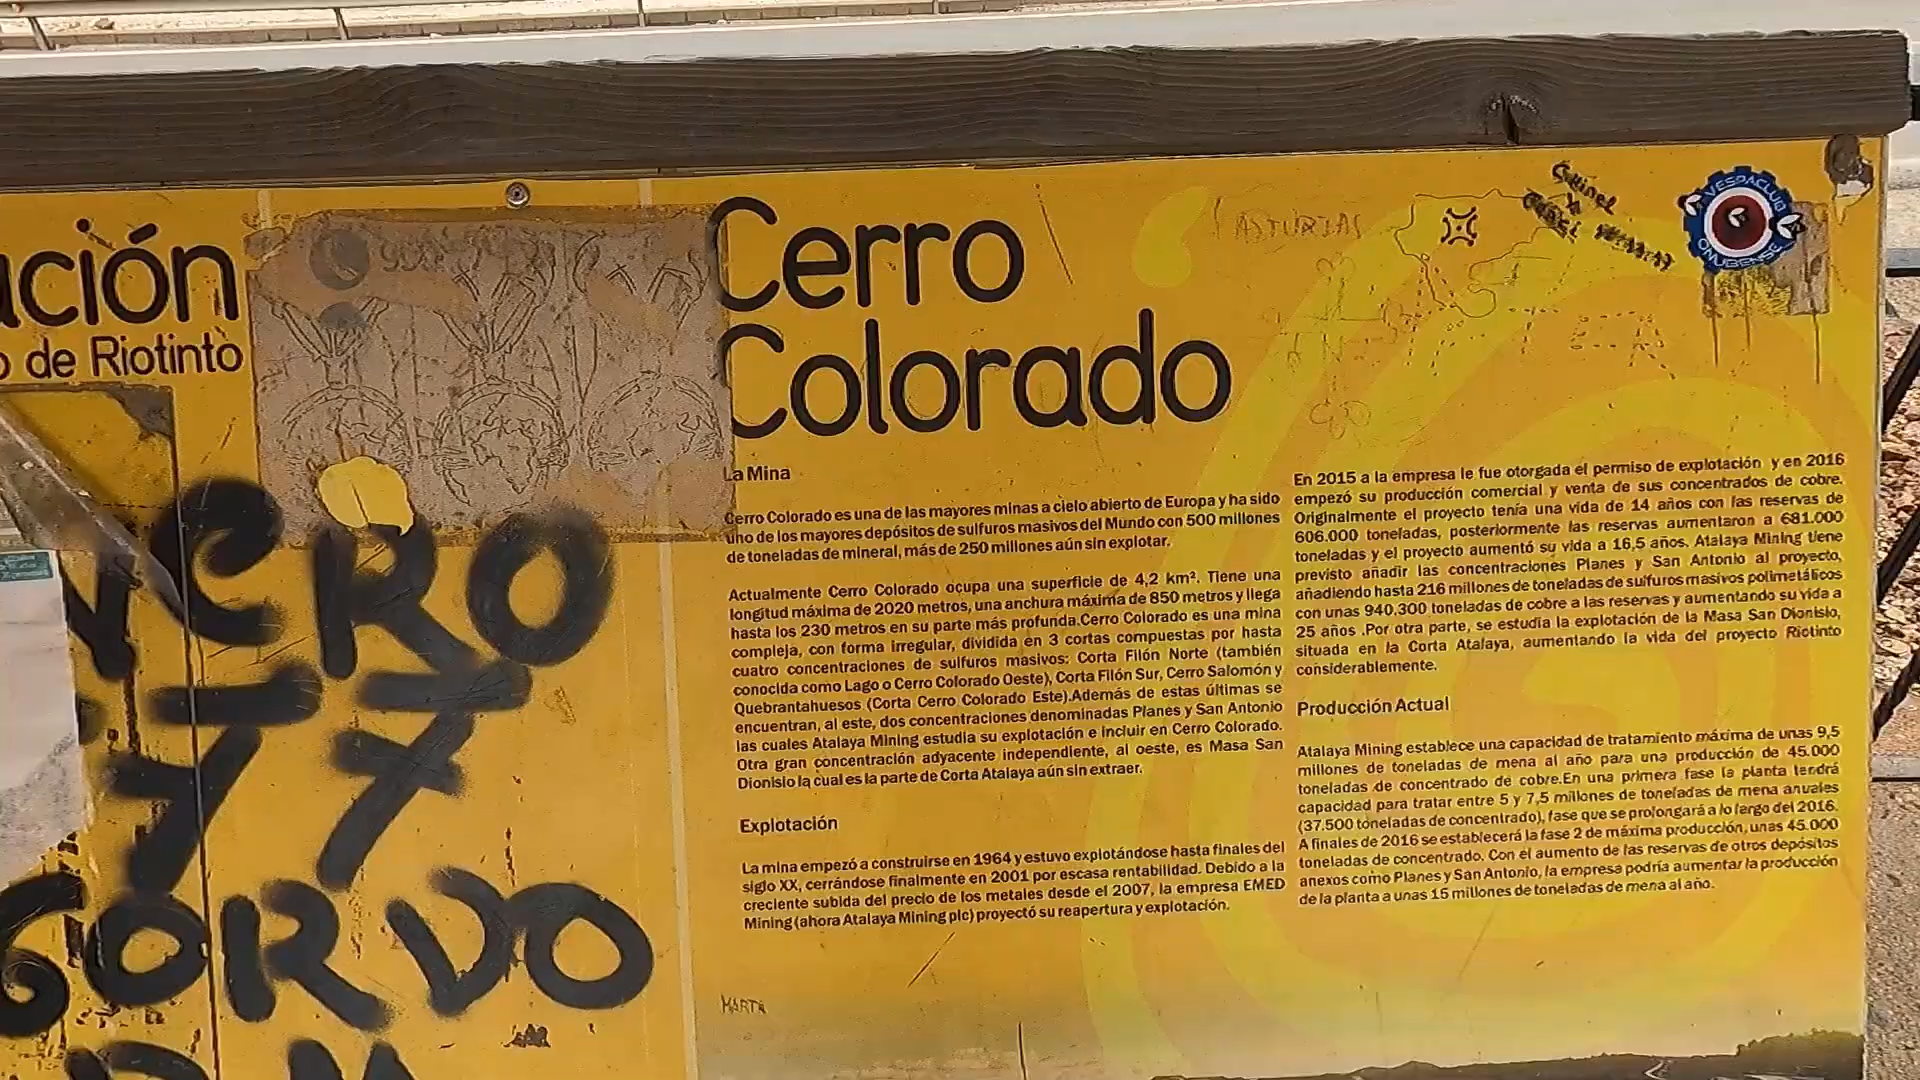 ación
o de Riotinto
CRO
Y
X
GORDO
Cerro
Colorado
ASTURIAS
VESPACLUB
ONUBENSE
La Mina
Cerro Colorado es una de las mayores minas a cielo abierto de Europa y ha sido
uno de los mayores depósitos de sulfuros masivos del Mundo con 500 millones
de toneladas de mineral, más de 250 millones aún sin explotar.
Actualmente Cerro Colorado ocupa una superficie de 4,2 km². Tiene una
longitud máxima de 2020 metros, una anchura máxima de 850 metros y llega
hasta los 230 metros en su parte más profunda.Cerro Colorado es una mina
compleja, con forma irregular, dividida en 3 cortas compuestas por hasta
cuatro concentraciones de sulfuros masivos: Corta Filón Norte (también
conocida como Lago o Cerro Colorado Oeste), Corta Filón Sur, Cerro Salomón y
Quebrantahuesos (Corta Cerro Colorado Este).Además de estas últimas se
encuentran, al este, dos concentraciones denominadas Planes y San Antonio
las cuales Atalaya Mining estudia su explotación e incluir en Cerro Colorado.
Otra gran concentración adyacente independiente, al oeste, es Masa San
Dionisio la cual es la parte de Corta Atalaya aún sin extraer.
Explotación
La mina empezó a construirse en 1964 y estuvo explotándose hasta finales del
siglo XX, cerrándose finalmente en 2001 por escasa rentabilidad. Debido a la
creciente subida del precio de los metales desde el 2007, la empresa EMED
Mining (ahora Atalaya Mining plc) proyectó su reapertura y explotación.
MARTA
En 2015 a la empresa le fue otorgada el permiso de explotación y en 2016
empezó su producción comercial y venta de sus concentrados de cobre.
Originalmente el proyecto tenía una vida de 14 años con las reservas de
606.000 toneladas, posteriormente las reservas aumentaron a 681.000
toneladas y el proyecto aumentó su vida a 16,5 años. Atalaya Mining tiene
previsto añadir las concentraciones Planes y San Antonio al proyecto,
añadiendo hasta 216 millones de toneladas de sulfuros masivos polimetálicos
con unas 940.300 toneladas de cobre a las reservas y aumentando su vida a
25 años .Por otra parte, se estudia la explotación de la Masa San Dionisio,
situada en la Corta Atalaya, aumentando la vida del proyecto Riotinto
considerablemente.
Producción Actual
Atalaya Mining establece una capacidad de tratamiento máxima de unas 9,5
millones de toneladas de mena al año para una producción de 45.000
toneladas de concentrado de cobre.En una primera fase la planta tendrá
capacidad para tratar entre 5 y 7,5 millones de toneladas de mena anuales
(37.500 toneladas de concentrado), fase que se prolongará a lo largo del 2016.
A finales de 2016 se establecerá la fase 2 de máxima producción, unas 45.000
toneladas de concentrado. Con el aumento de las reservas de otros depósitos
anexos como Planes y San Antonio, la empresa podría aumentar la producción
de la planta a unas 15 millones de toneladas de mena al año.